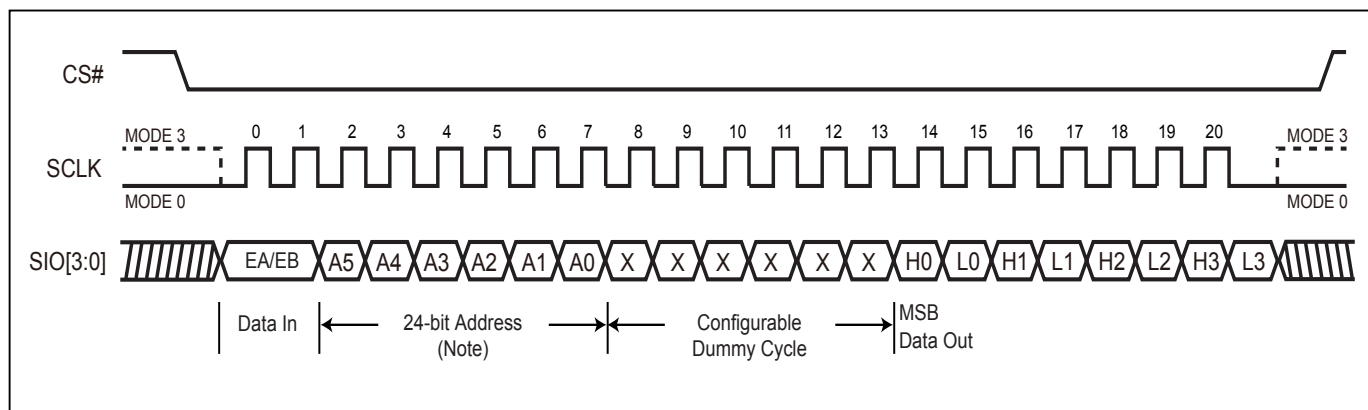 CS#
MODE 3 0 1 2 3 4 5 6 7 8 9 10 11 12 13 14 15 16 17 18 19 20 MODE 3
SCLK
MODE 0 MODE 0
SIO[3:0] EA/EB A5 A4 A3 A2 A1 A0 X X X X X X H0 L0 H1 L1 H2 L2 H3 L3
Data In 24-bit Address Configurable MSB
(Note) Dummy Cycle Data Out